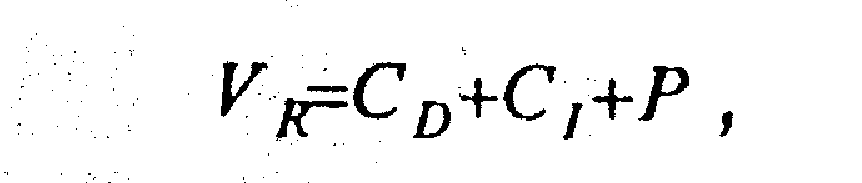 V_R=C_D+C_I+P ,